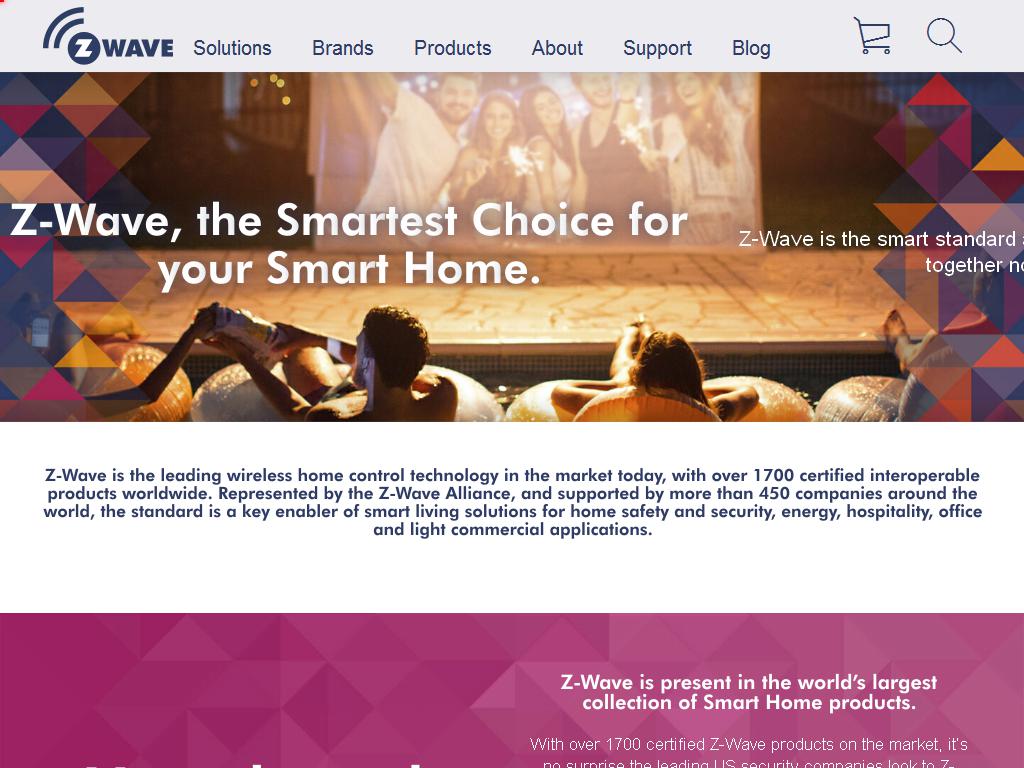 Z WAVE
Solutions
Brands
Products
About
Support
Blog
Z-Wave, the Smartest Choice for
your Smart Home.
Z-Wave is the smart standard
together
Z-Wave is the leading wireless home control technology in the market today, with over 1700 certified interoperable
products worldwide. Represented by the Z-Wave Alliance, and supported by more than 450 companies around the
world, the standard is a key enabler of smart living solutions for home safety and security, energy, hospitality, office
and light commercial applications.
Z-Wave is present in the world's largest
collection of Smart Home products.
With over 1700 certified Z-Wave products on the market, it's
no surprise the leading US security companies look to Z-